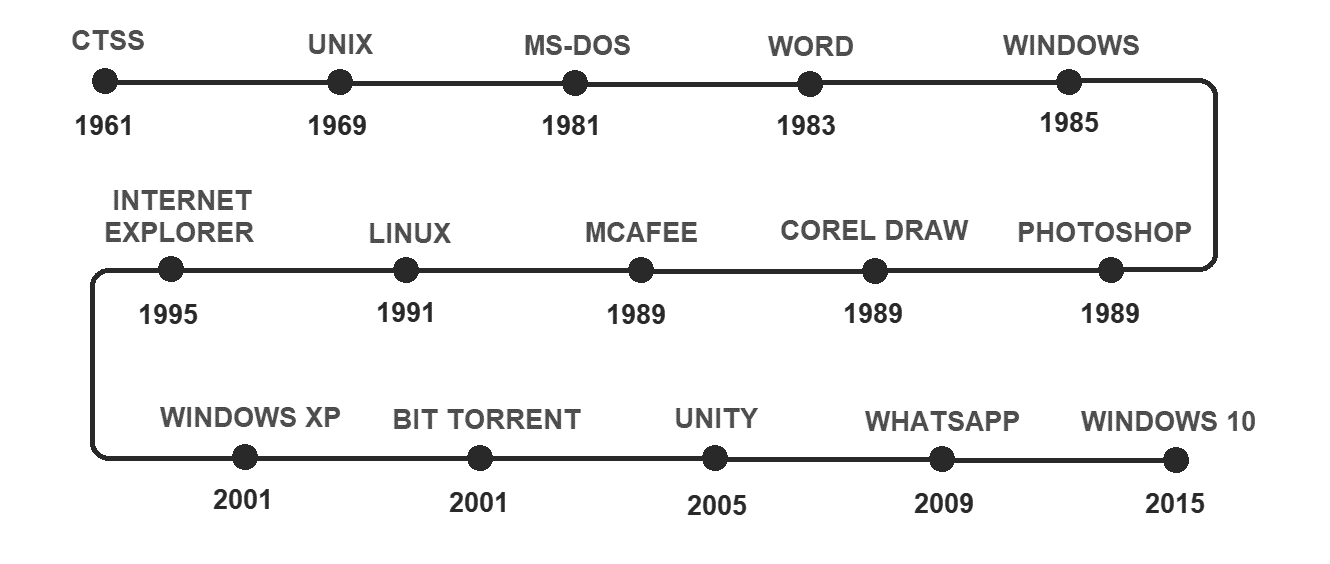 CTSS UNIX MS-DOS WORD WINDOWS
1961 1969 1981 1983 1985
INTERNET
EXPLORER LINUX MCAFEE COREL DRAW PHOTOSHOP
1995 1991 1989 1989 1989
WINDOWS XP BIT TORRENT UNITY WHATSAPP WINDOWS 10
2001 2001 2005 2009 2015